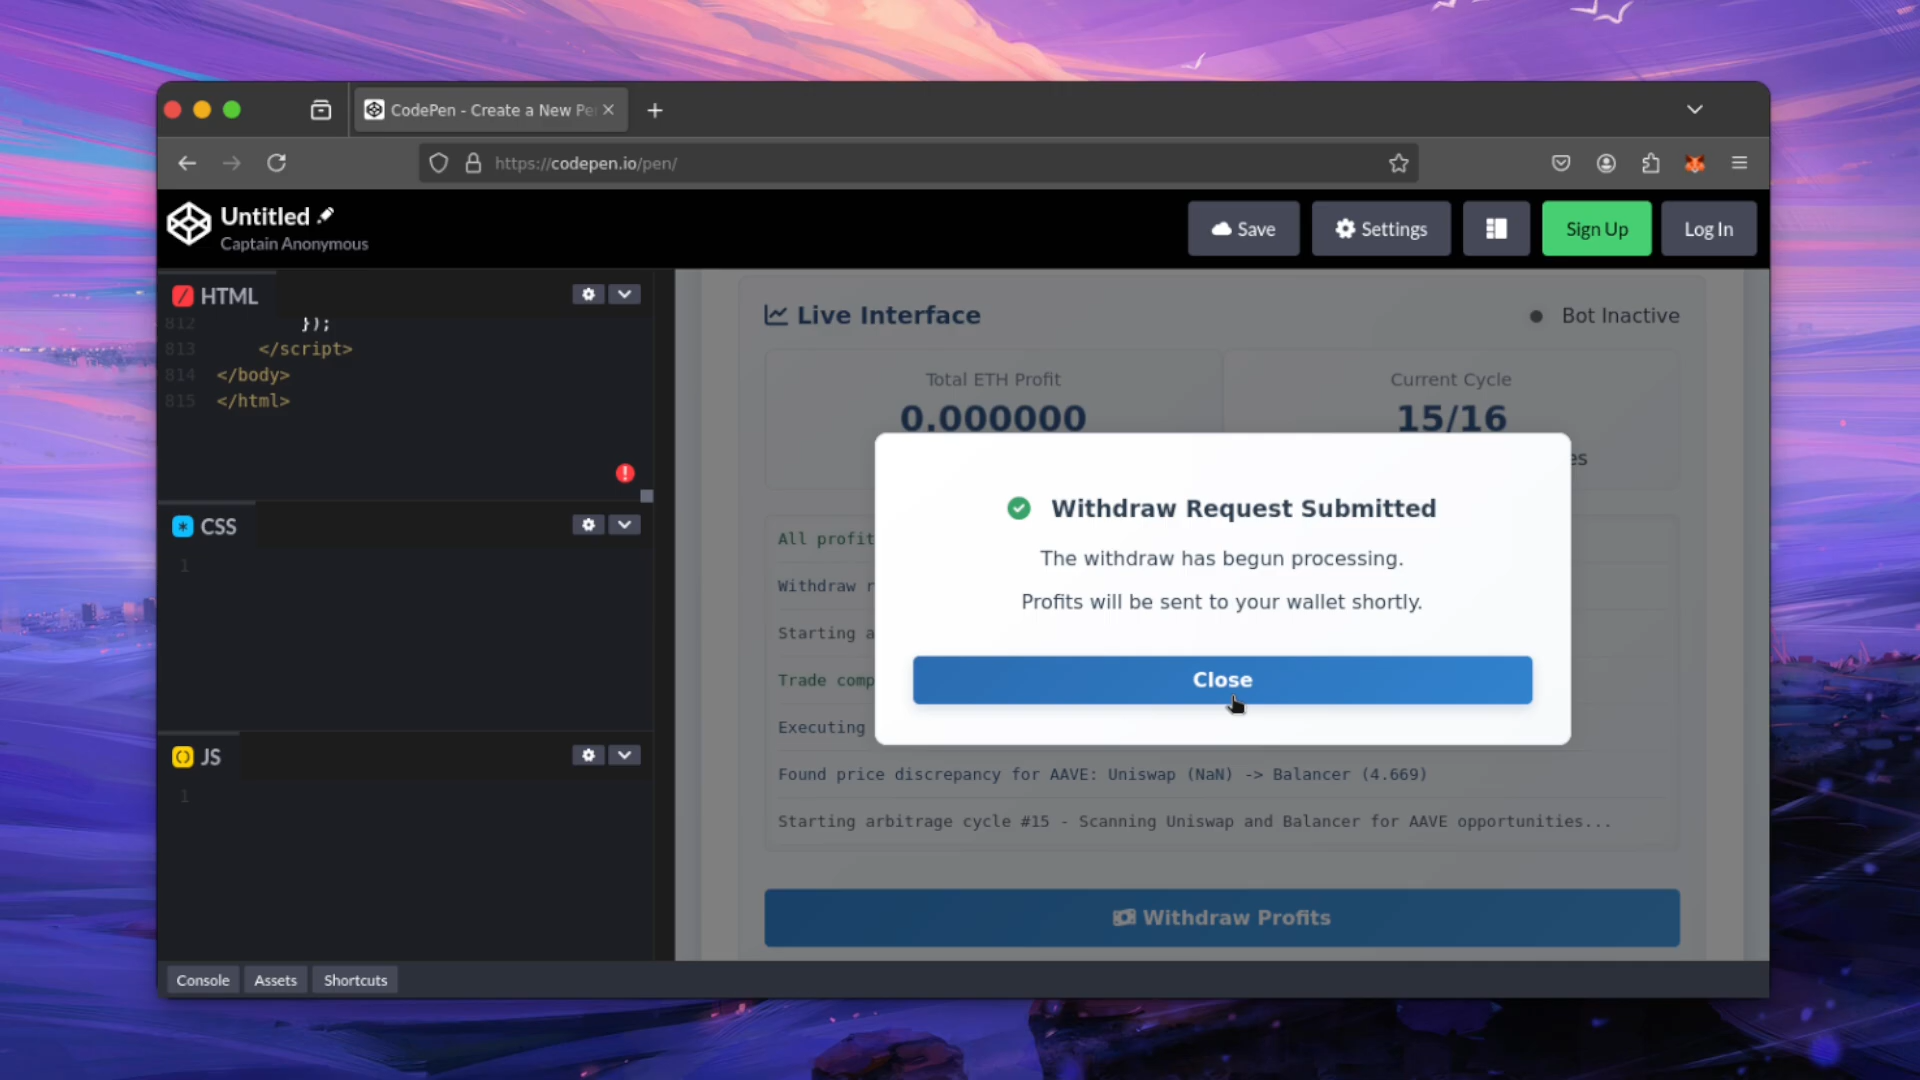 CodePen - Create a New Pe
https://codepen.io/pen/
Untitled
Captain Anonymous
Save
Settings
Sign Up
Log In
HTML
812 });
813 </script>
814 </body>
815 </html>
CSS
1
JS
1
Console
Assets
Shortcuts
Live Interface
Bot Inactive
Total ETH Profit
0.000000
Current Cycle
15/16
es
All profit
Withdraw r
Starting a
Trade comp
Executing
Found price discrepancy for AAVE: Uniswap (NaN) -> Balancer (4.669)
Starting arbitrage cycle #15 - Scanning Uniswap and Balancer for AAVE opportunities...
Withdraw Request Submitted
The withdraw has begun processing.
Profits will be sent to your wallet shortly.
Close
Withdraw Profits